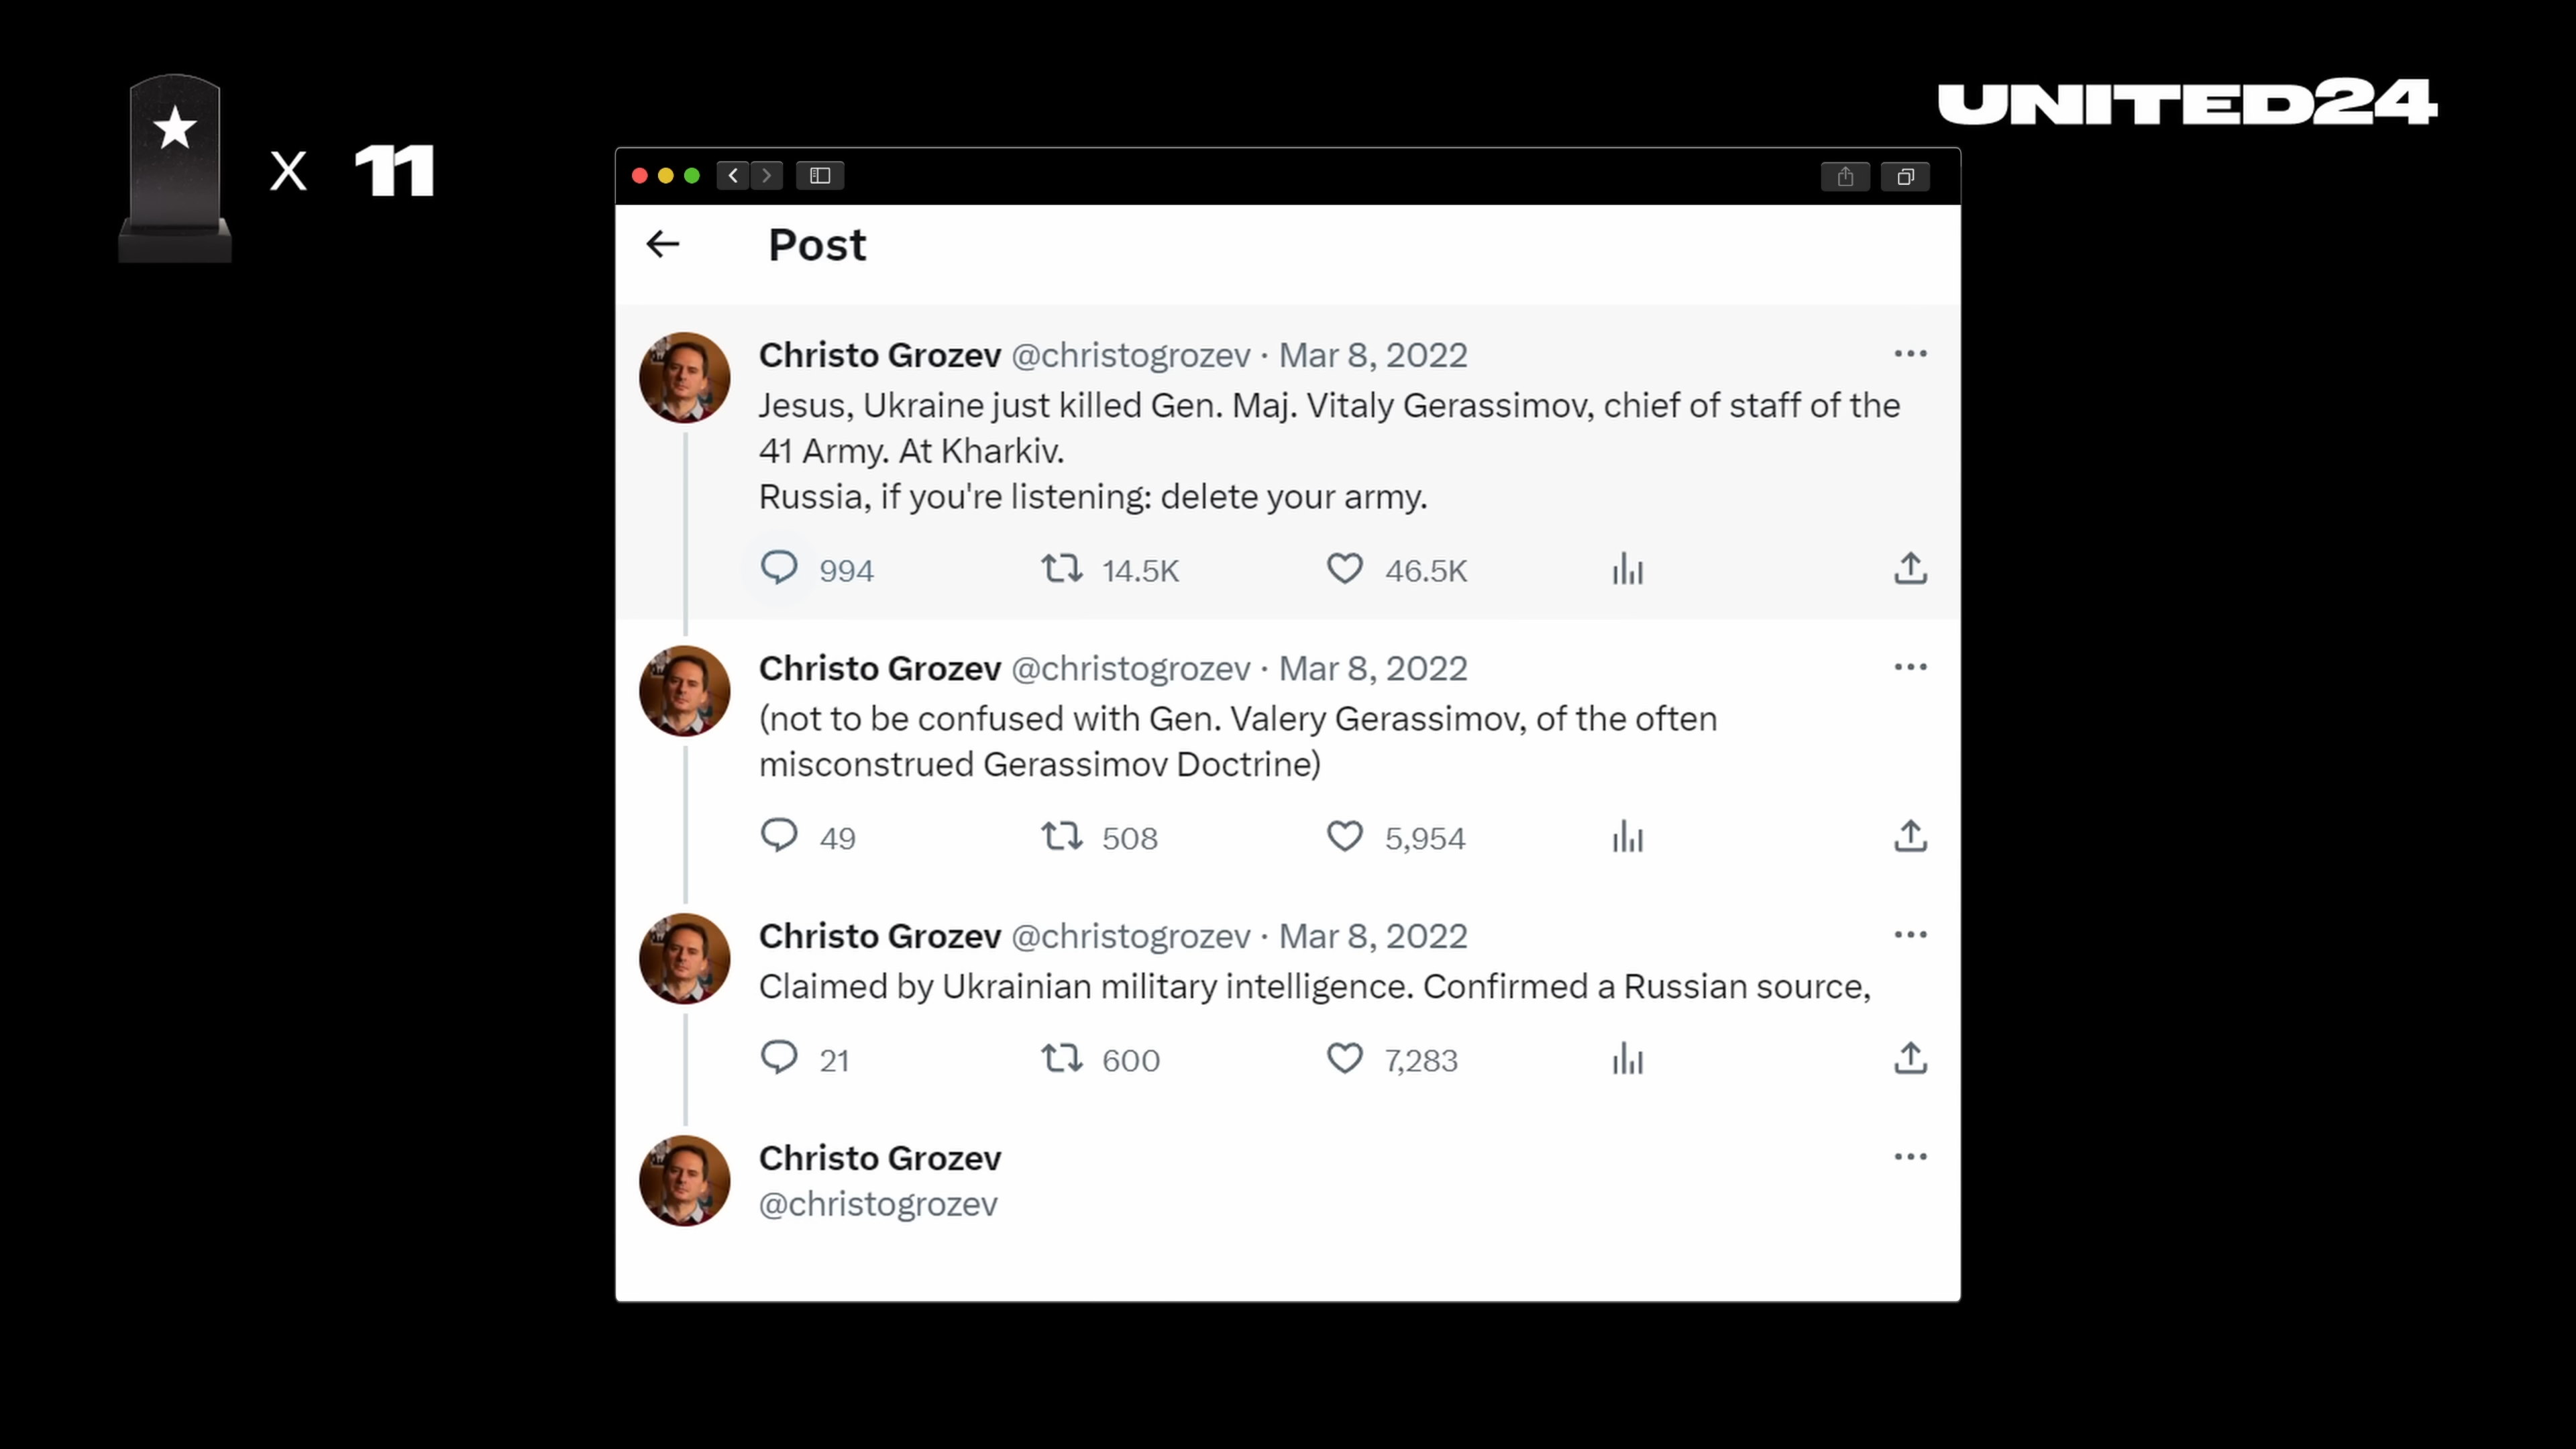 X 11
UNITED24
Post
Christo Grozev @christogrozev · Mar 8, 2022
Jesus, Ukraine just killed Gen. Maj. Vitaly Gerassimov, chief of staff of the
41 Army. At Kharkiv.
Russia, if you're listening: delete your army.
994 14.5K 46.5K
Christo Grozev @christogrozev · Mar 8, 2022
(not to be confused with Gen. Valery Gerassimov, of the often
misconstrued Gerassimov Doctrine)
49 508 5,954
Christo Grozev @christogrozev · Mar 8, 2022
Claimed by Ukrainian military intelligence. Confirmed a Russian source,
21 600 7,283
Christo Grozev
@christogrozev